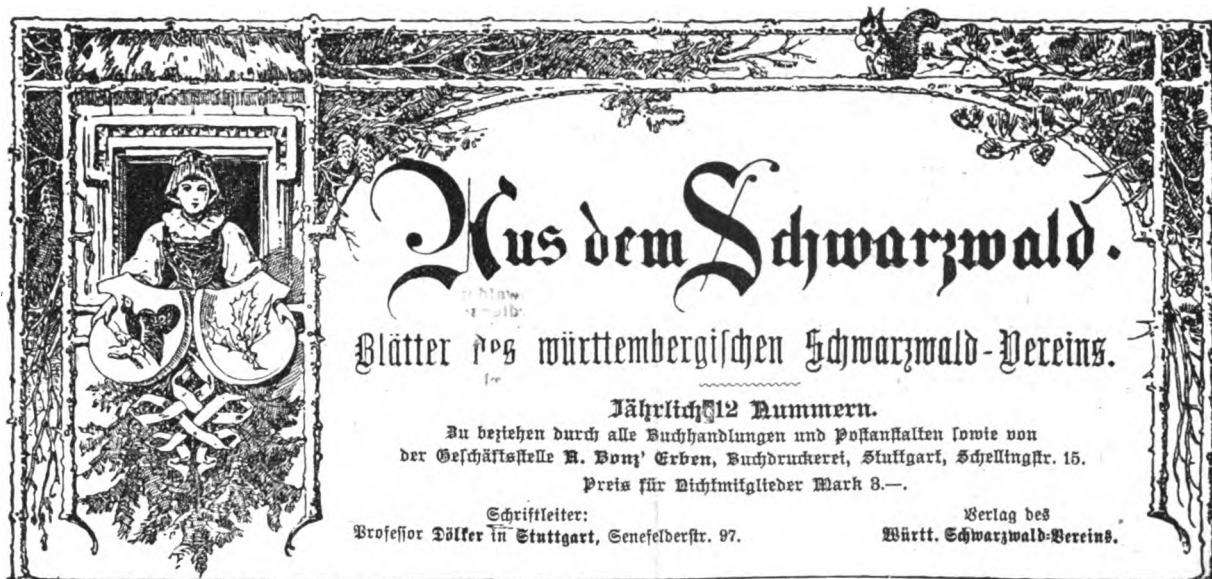 Aus dem Schwarzwald.
Blätter des württembergischen Schwarzwald-Vereins.
Jährlich 12 Nummern.
Zu beziehen durch alle Buchhandlungen und Postanstalten sowie von
der Geschäftsstelle A. Bonz' Erben, Buchdruckerei, Stuttgart, Schellingstr. 15.
Preis für Nichtmitglieder Mark 3.—.
Schriftleiter:
Professor Dölker in Stuttgart, Senefelderstr. 97.
Verlag des
Württ. Schwarzwald-Vereins.